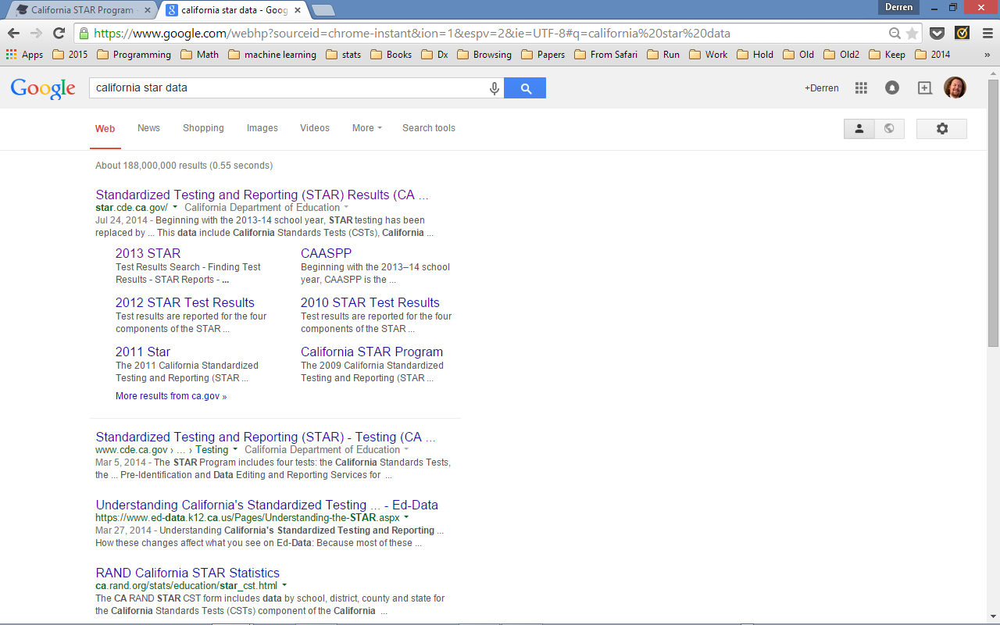 California STAR Program
california star data - Goog
Derren
https://www.google.com/webhp?sourceid=chrome-instant&ion=1&espv=2&ie=UTF-8#q=california%20star%20data
Apps 2015 Programming Math machine learning stats Books Dx Browsing Papers From Safari Run Work Hold Old Old2 Keep 2014 »
Google california star data +Derren
Web News Shopping Images Videos More Search tools
About 188,000,000 results (0.55 seconds)
Standardized Testing and Reporting (STAR) Results (CA ...
star.cde.ca.gov/ California Department of Education
Jul 24, 2014 - Beginning with the 2013-14 school year, STAR testing has been
replaced by ... This data include California Standards Tests (CSTs), California ...
2013 STAR
Test Results Search - Finding Test
Results - STAR Reports - ...
CAASPP
Beginning with the 2013–14 school
year, CAASPP is the ...
2012 STAR Test Results
Test results are reported for the four
components of the STAR ...
2010 STAR Test Results
Test results are reported for the four
components of the STAR ...
2011 Star
The 2011 California Standardized
Testing and Reporting (STAR ...
California STAR Program
The 2009 California Standardized
Testing and Reporting (STAR ...
More results from ca.gov »
Standardized Testing and Reporting (STAR) - Testing (CA ...
www.cde.ca.gov › ... › Testing California Department of Education
Mar 5, 2014 - The STAR Program includes four tests: the California Standards Tests,
the ... Pre-Identification and Data Editing and Reporting Services for ...
Understanding California's Standardized Testing ... - Ed-Data
https://www.ed-data.k12.ca.us/Pages/Understanding-the-STAR.aspx
Mar 27, 2014 - Understanding California's Standardized Testing and Reporting ...
How these changes affect what you see on Ed-Data: Because most of these ...
RAND California STAR Statistics
ca.rand.org/stats/education/star_cst.html
The CA RAND STAR CST form includes data by school, district, county and state for
the California Standards Tests (CSTs) component of the California ...